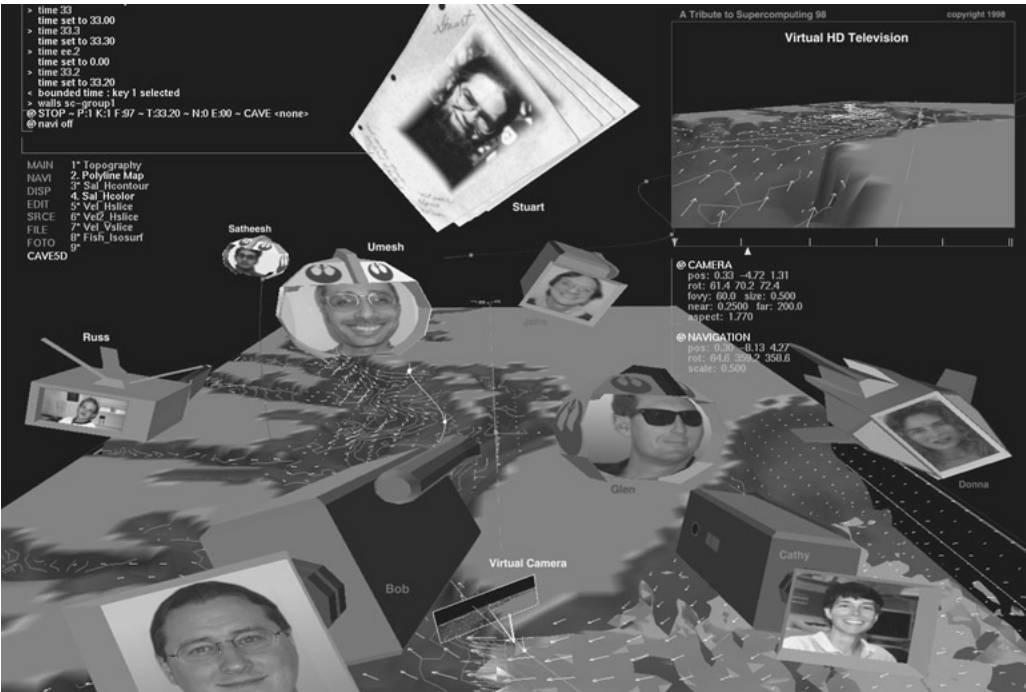 > time 33
time set to 33.00
> time 33.3
time set to 33.30
> time ee.2
time set to 0.00
> time 33.2
time set to 33.20
< bounded time : key 1 selected
> walls sc-group1
@ STOP ~ P:1 K:1 F:97 ~ T:33.20 ~ N:0 E:00 ~ CAVE <none>
@ navi off
MAIN
NAVI
DISP
EDIT
SRCE
FILE
FOTO
CAVE5D
1* Topography
2. Polyline Map
3* Sal_Hcontour
4. Sal_Hcolor
5* Vel_Hslice
6* Vel2_Hslice
7* Vel_Vslice
8* Fish_Isosurf
9*
Stuart
Stuart
A Tribute to Supercomputing 98
copyright 1998
Virtual HD Television
@ CAMERA
pos: 0.33 -4.72 1.31
rot: 61.4 70.2 72.4
fovy: 60.0 size: 0.500
near: 0.2500 far: 200.0
aspect: 1.770
@ NAVIGATION
pos: 0.30 -8.13 4.27
rot: 64.6 359.2 358.6
scale: 0.500
Satheesh
Umesh
John
Russ
Glen
Donna
Bob
Virtual Camera
Cathy